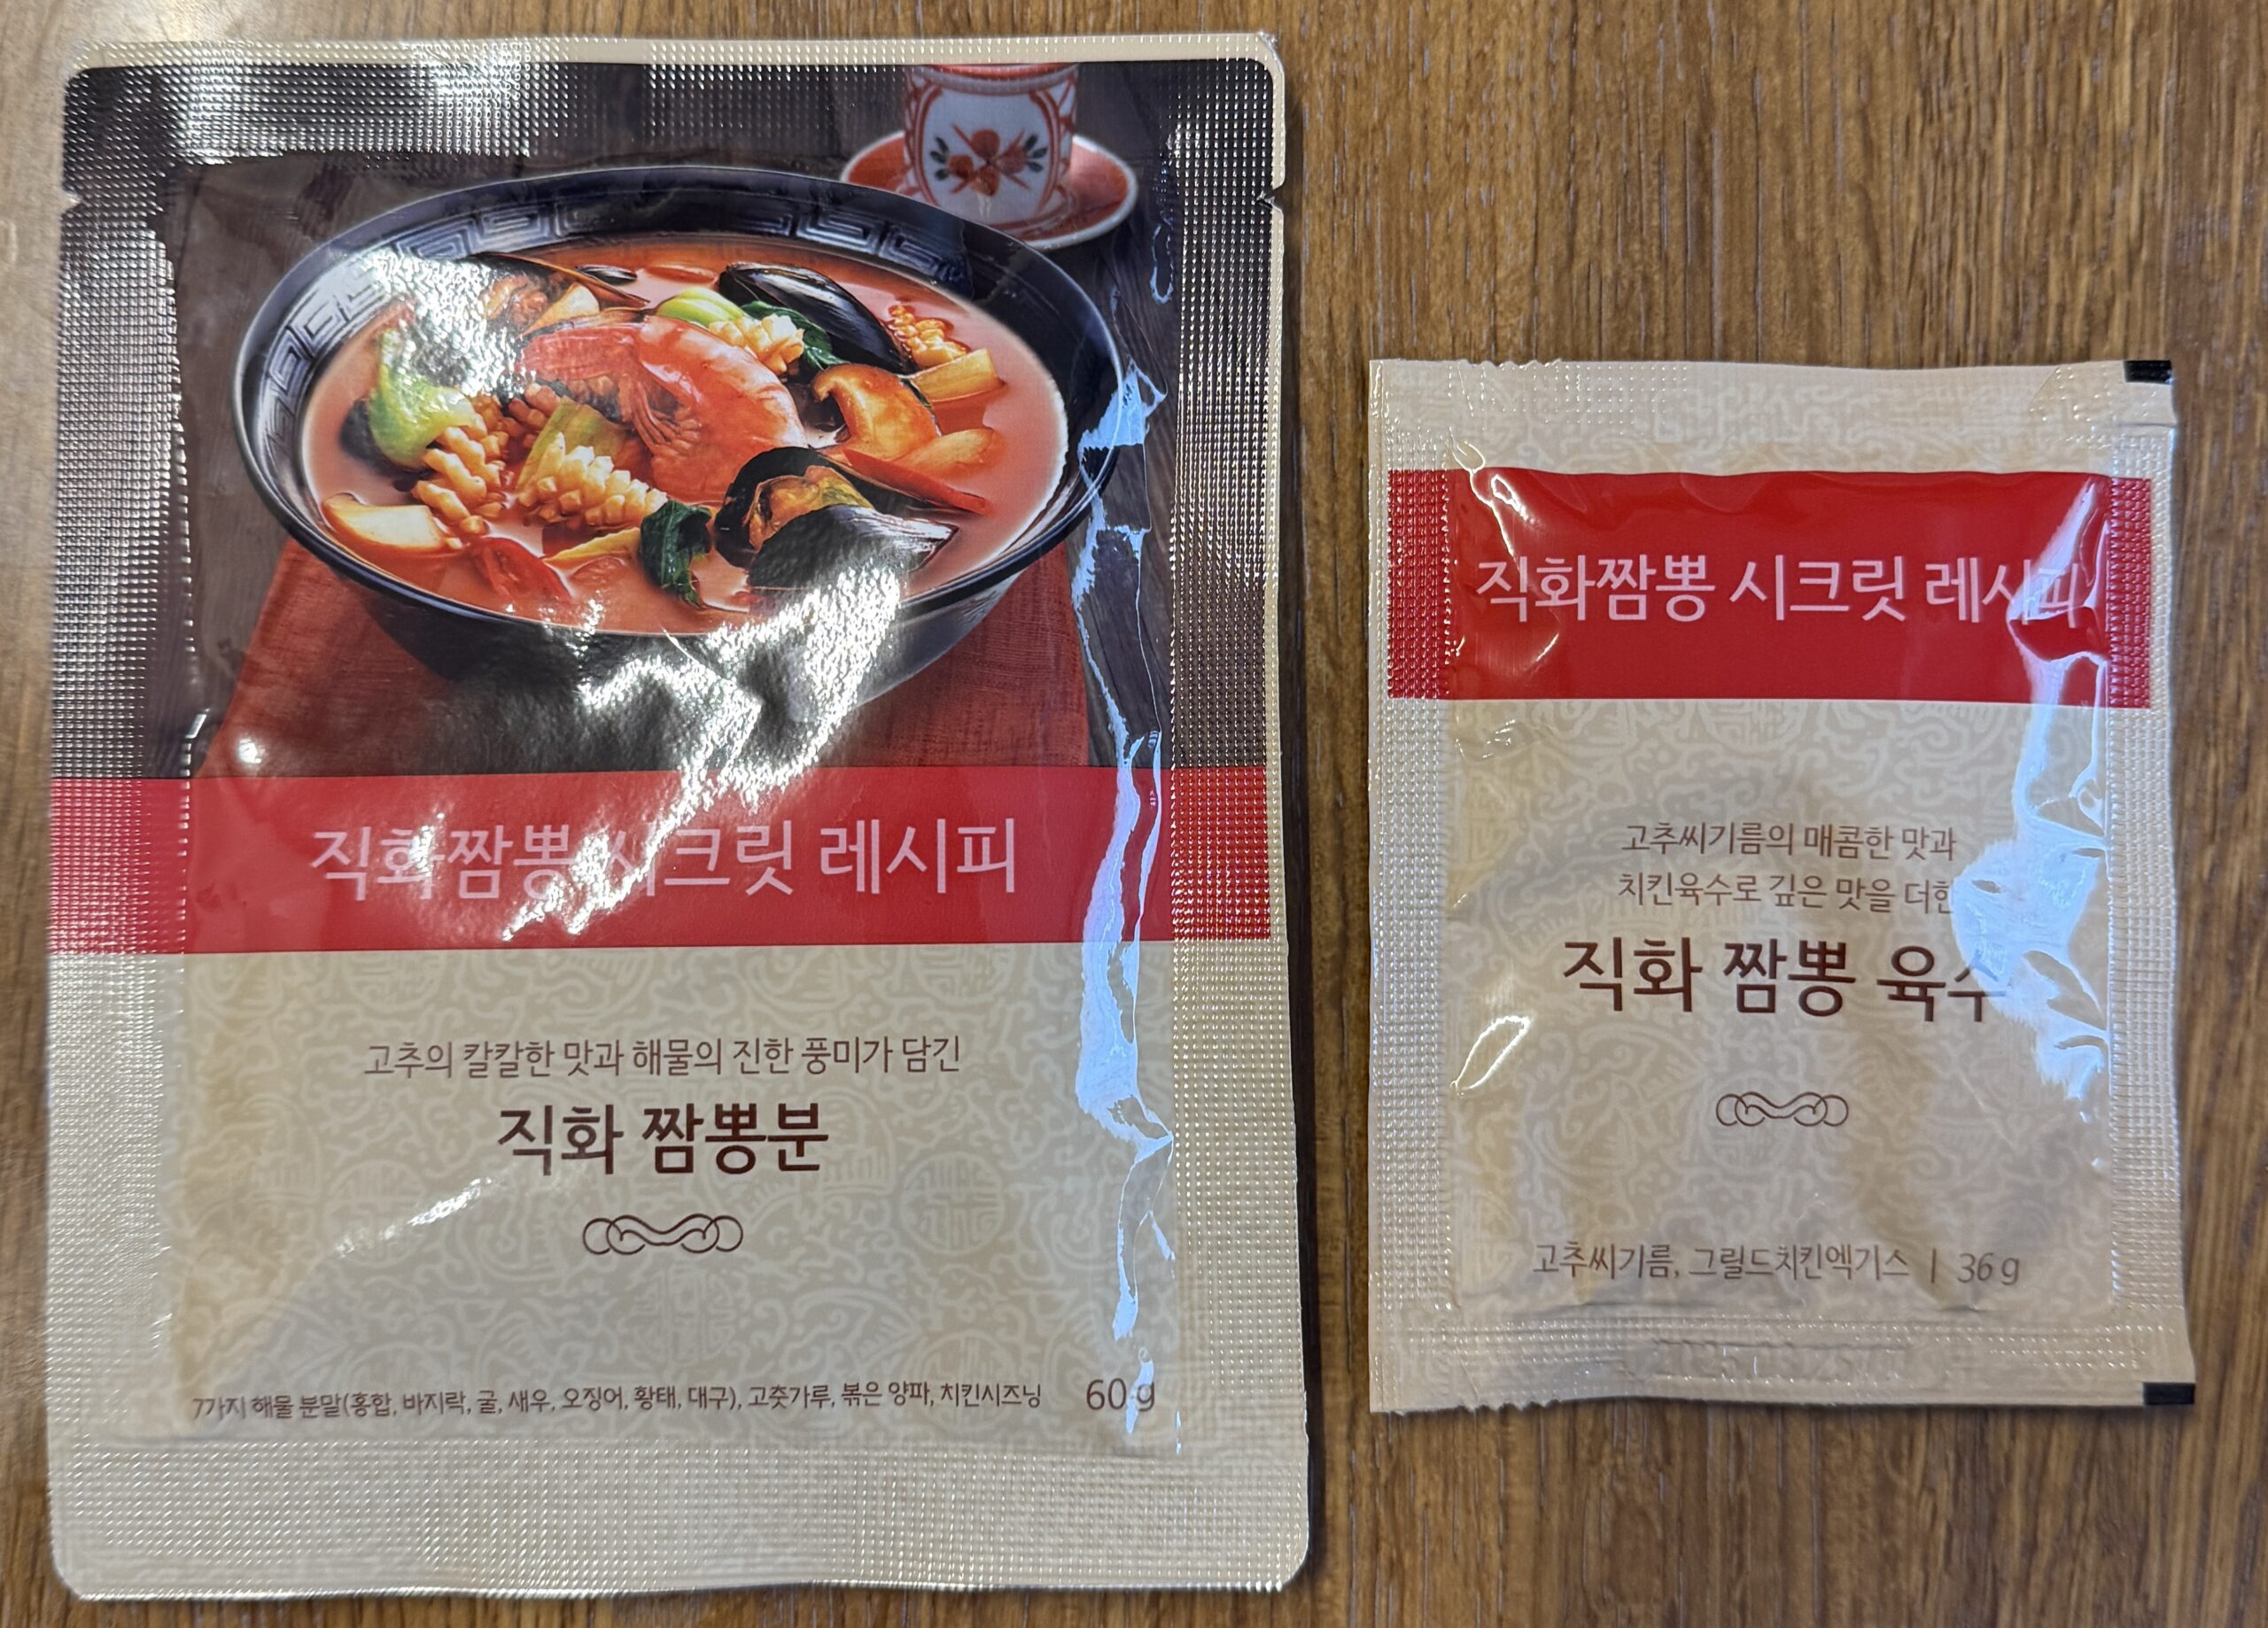 직화짬뽕 시크릿 레시피
고추의 칼칼한 맛과 해물의 진한 풍미가 담긴
직화 짬뽕분
7가지 해물 분말(홍합, 바지락, 굴, 새우, 오징어, 황태, 대구), 고춧가루, 볶은 양파, 치킨시즈닝 60 g
직화짬뽕 시크릿 레시피
고추씨기름의 매콤한 맛과
치킨육수로 깊은 맛을 더한
직화 짬뽕 육수
고추씨기름, 그릴드치킨엑기스 | 36 g